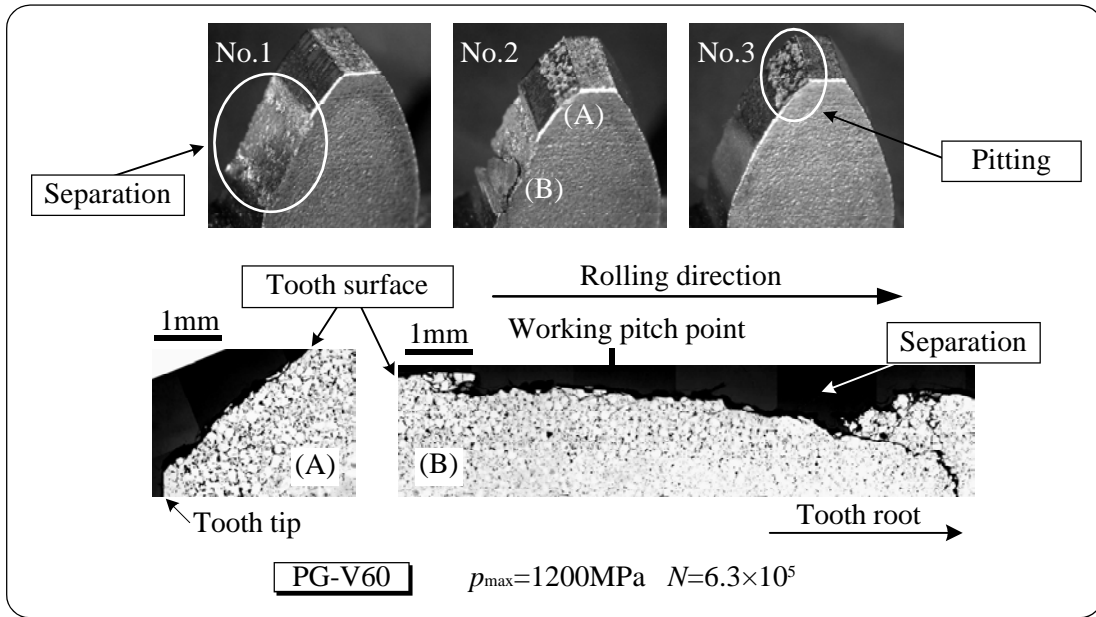 No.1
No.2
No.3
(A)
(B)
Separation
Pitting
Tooth surface
Rolling direction
1mm
1mm
Working pitch point
Separation
(A)
(B)
Tooth tip
Tooth root
PG-V60
pmax=1200MPa N=6.3×10⁵